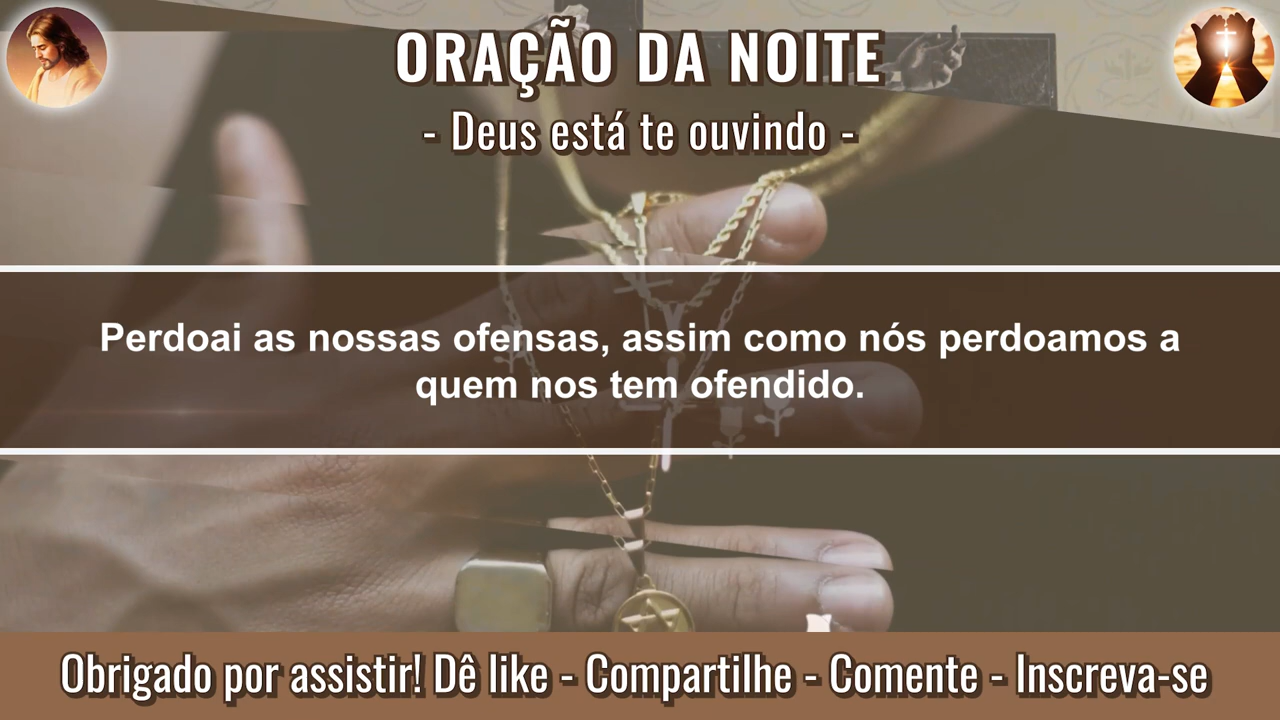 ORAÇÃO DA NOITE
- Deus está te ouvindo -
Perdoai as nossas ofensas, assim como nós perdoamos a
quem nos tem ofendido.
Obrigado por assistir! Dê like - Compartilhe - Comente - Inscreva-se